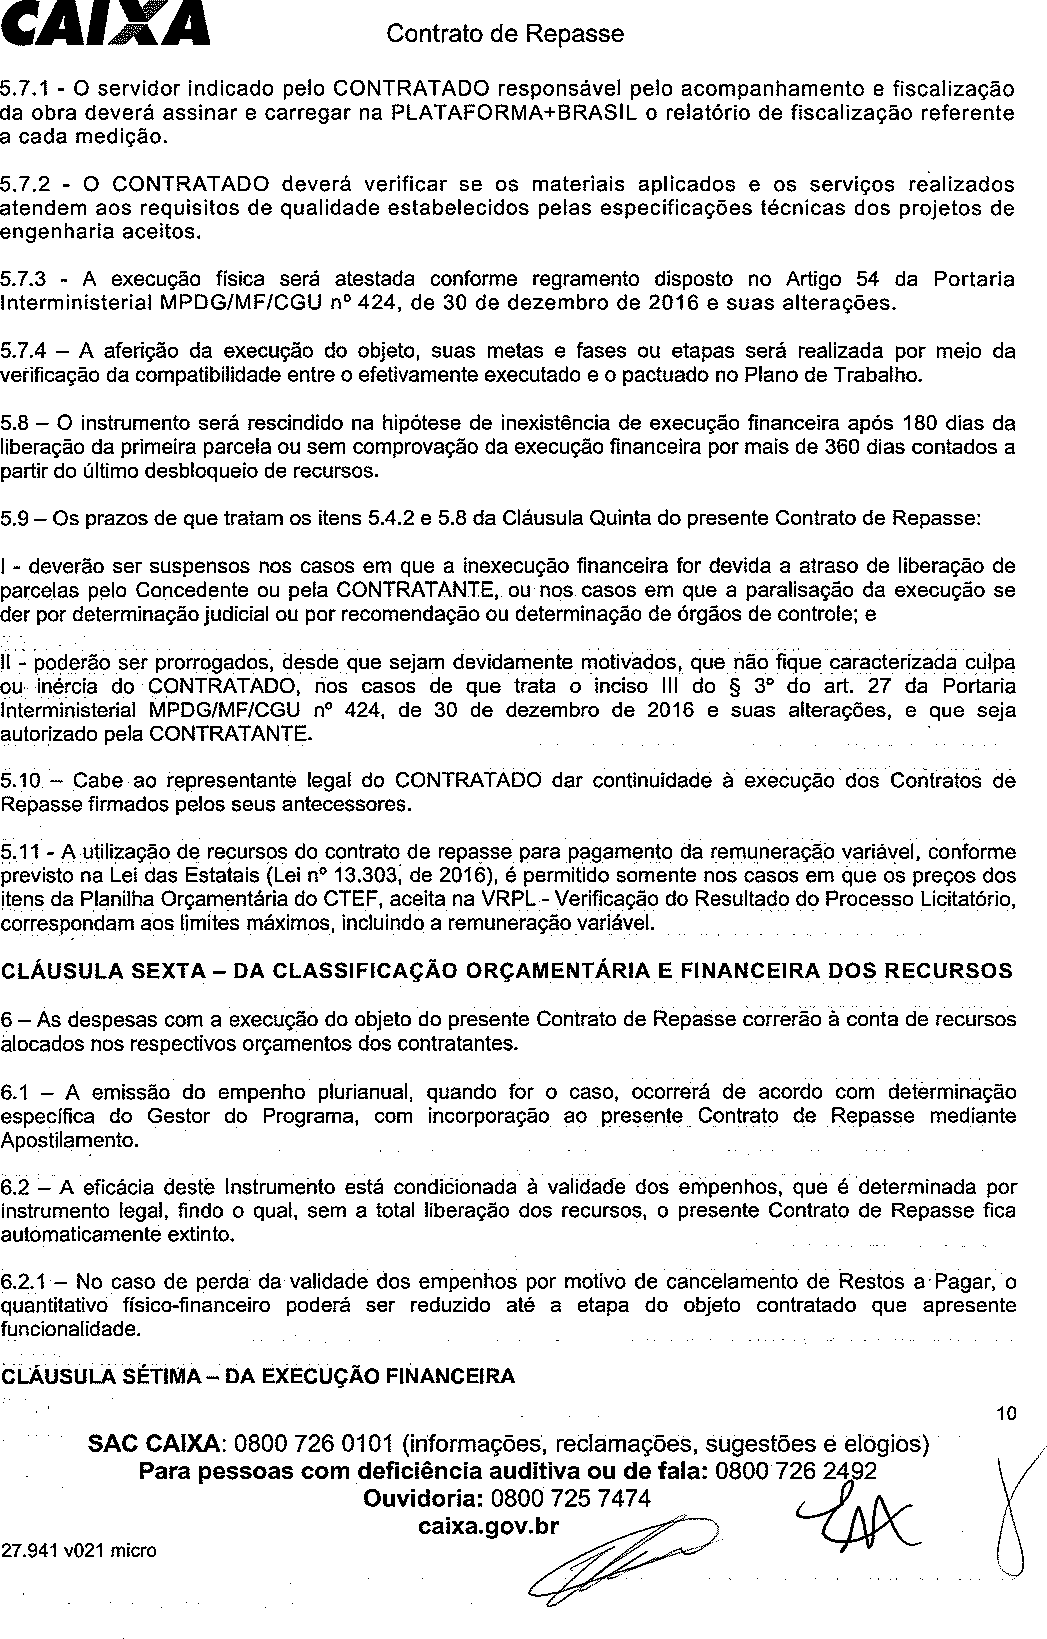 CAIXA
Contrato de Repasse
5.7.1 - O servidor indicado pelo CONTRATADO responsável pelo acompanhamento e fiscalização
da obra deverá assinar e carregar na PLATAFORMA+BRASIL o relatório de fiscalização referente
a cada medição.
5.7.2 - O CONTRATADO deverá verificar se os materiais aplicados e os serviços realizados
atendem aos requisitos de qualidade estabelecidos pelas especificações técnicas dos projetos de
engenharia aceitos.
5.7.3 - A execução física será atestada conforme regramento disposto no Artigo 54 da Portaria
Interministerial MPDG/MF/CGU nº 424, de 30 de dezembro de 2016 e suas alterações.
5.7.4 – A aferição da execução do objeto, suas metas e fases ou etapas será realizada por meio da
verificação da compatibilidade entre o efetivamente executado e o pactuado no Plano de Trabalho.
5.8 – O instrumento será rescindido na hipótese de inexistência de execução financeira após 180 dias da
liberação da primeira parcela ou sem comprovação da execução financeira por mais de 360 dias contados a
partir do último desbloqueio de recursos.
5.9 – Os prazos de que tratam os itens 5.4.2 e 5.8 da Cláusula Quinta do presente Contrato de Repasse:
I - deverão ser suspensos nos casos em que a inexecução financeira for devida a atraso de liberação de
parcelas pelo Concedente ou pela CONTRATANTE, ou nos casos em que a paralisação da execução se
der por determinação judicial ou por recomendação ou determinação de órgãos de controle; e
II - poderão ser prorrogados, desde que sejam devidamente motivados, que não fique caracterizada culpa
ou inércia do CONTRATADO, nos casos de que trata o inciso III do § 3º do art. 27 da Portaria
Interministerial MPDG/MF/CGU nº 424, de 30 de dezembro de 2016 e suas alterações, e que seja
autorizado pela CONTRATANTE.
5.10 – Cabe ao representante legal do CONTRATADO dar continuidade à execução dos Contratos de
Repasse firmados pelos seus antecessores.
5.11 - A utilização de recursos do contrato de repasse para pagamento da remuneração variável, conforme
previsto na Lei das Estatais (Lei nº 13.303, de 2016), é permitido somente nos casos em que os preços dos
itens da Planilha Orçamentária do CTEF, aceita na VRPL - Verificação do Resultado do Processo Licitatório,
correspondam aos limites máximos, incluindo a remuneração variável.
CLÁUSULA SEXTA – DA CLASSIFICAÇÃO ORÇAMENTÁRIA E FINANCEIRA DOS RECURSOS
6 – As despesas com a execução do objeto do presente Contrato de Repasse correrão à conta de recursos
alocados nos respectivos orçamentos dos contratantes.
6.1 – A emissão do empenho plurianual, quando for o caso, ocorrerá de acordo com determinação
específica do Gestor do Programa, com incorporação ao presente Contrato de Repasse mediante
Apostilamento.
6.2 – A eficácia deste Instrumento está condicionada à validade dos empenhos, que é determinada por
instrumento legal, findo o qual, sem a total liberação dos recursos, o presente Contrato de Repasse fica
automaticamente extinto.
6.2.1 – No caso de perda da validade dos empenhos por motivo de cancelamento de Restos a Pagar, o
quantitativo físico-financeiro poderá ser reduzido até a etapa do objeto contratado que apresente
funcionalidade.
CLÁUSULA SÉTIMA – DA EXECUÇÃO FINANCEIRA
10
SAC CAIXA: 0800 726 0101 (informações, reclamações, sugestões e elogios)
Para pessoas com deficiência auditiva ou de fala: 0800 726 2492
Ouvidoria: 0800 725 7474
caixa.gov.br
27.941 v021 micro